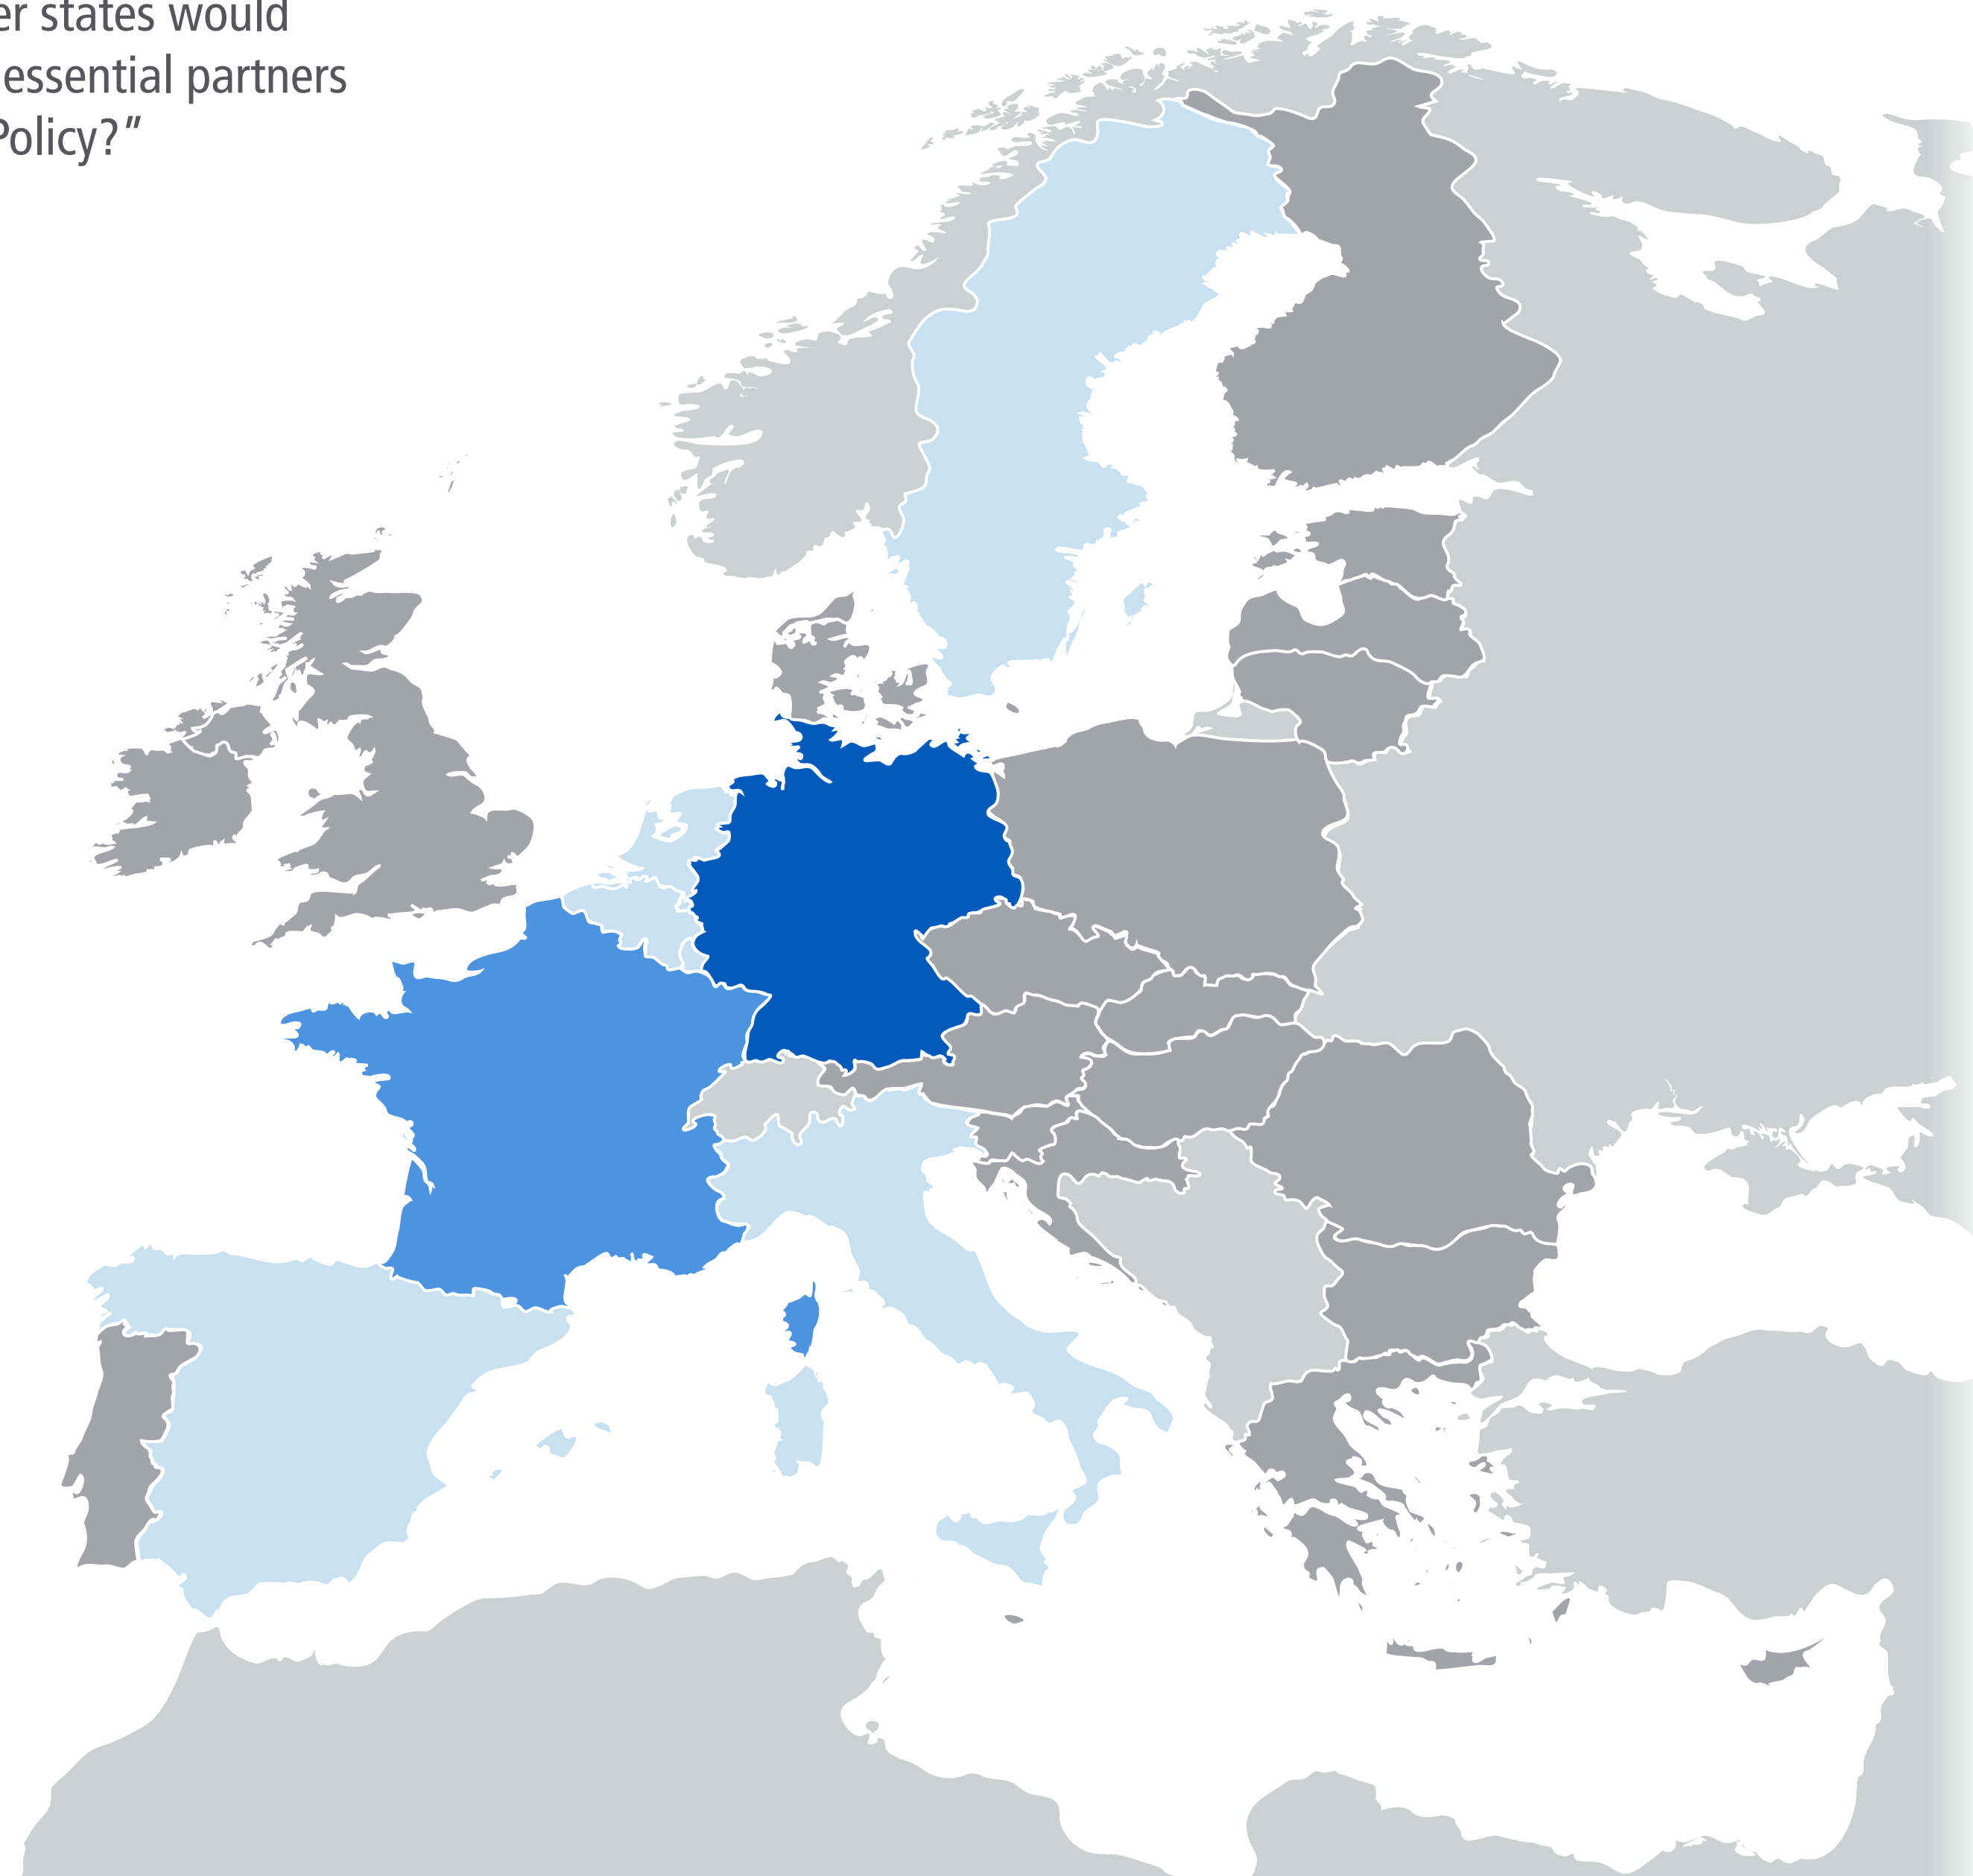 er states would
essential partners
Policy?”